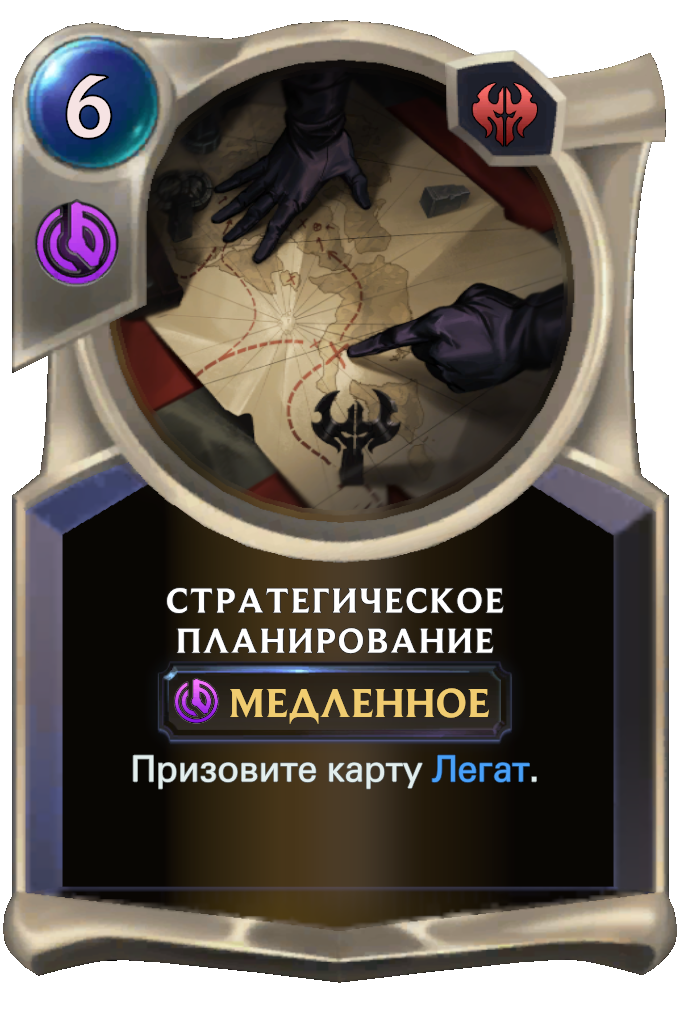 6
СТРАТЕГИЧЕСКОЕ
ПЛАНИРОВАНИЕ
МЕДЛЕННОЕ
Призовите карту Легат.